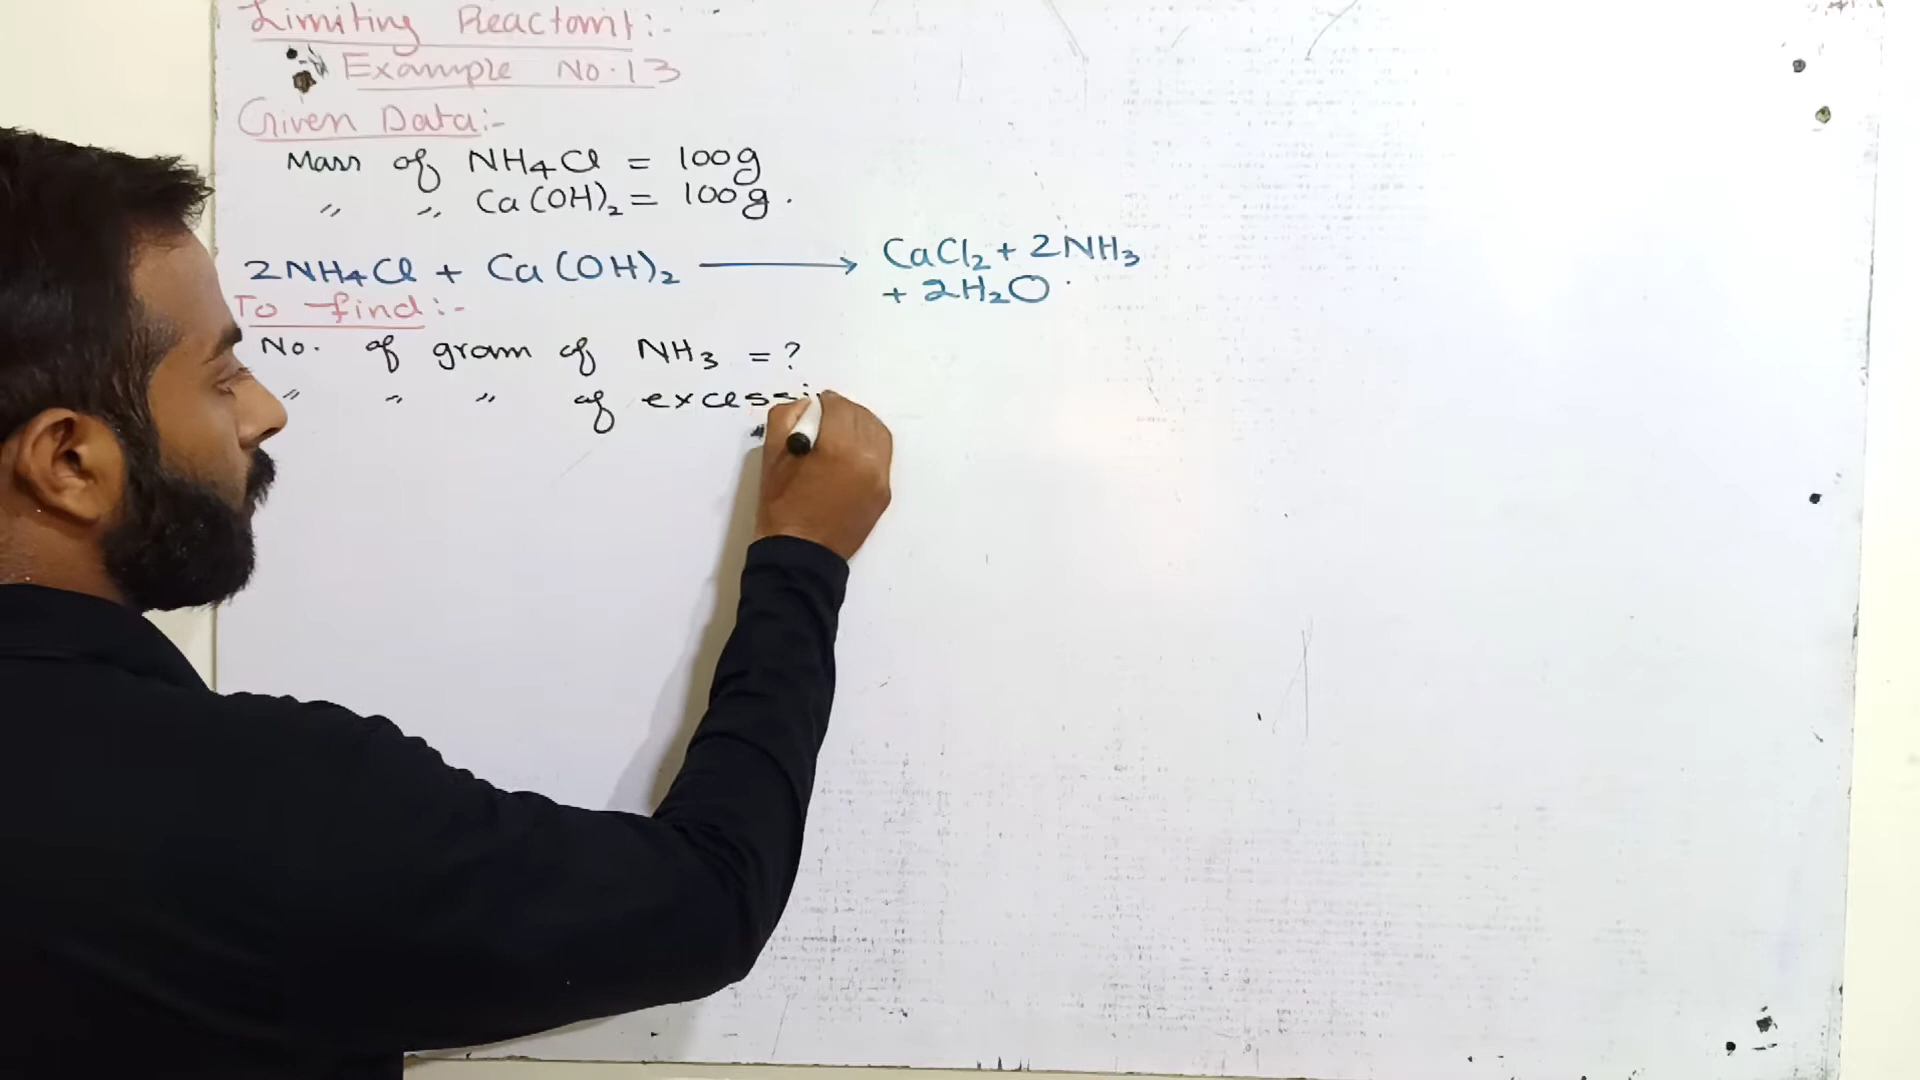 Limiting Reactant:-
Example No.13
Given Data:-
Mass of NH₄Cl = 100g
〃 〃 Ca(OH)₂ = 100g.
2NH₄Cl + Ca(OH)₂ ⟶ CaCl₂ + 2NH₃
+ 2H₂O.
To find:-
No. of gram of NH₃ = ?
〃 〃 〃 of excessi